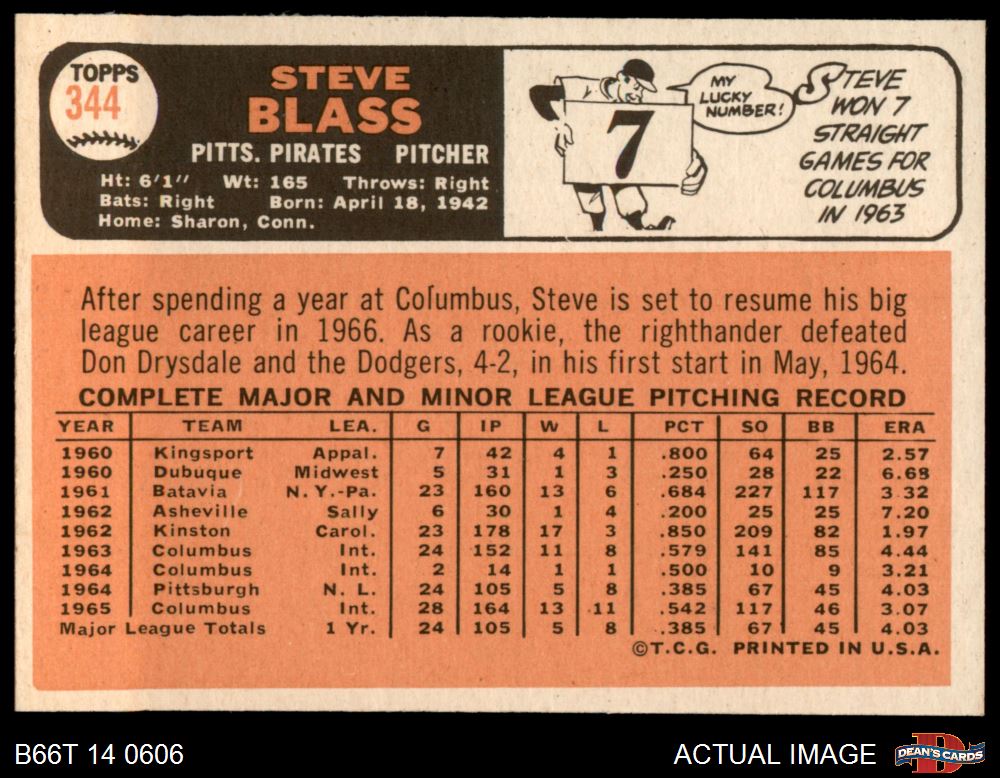 TOPPS
344
STEVE
BLASS
PITTS. PIRATES PITCHER
Ht: 6'1" Wt: 165 Throws: Right
Bats: Right Born: April 18, 1942
Home: Sharon, Conn.
7
MY
LUCKY
NUMBER!
STEVE
WON 7
STRAIGHT
GAMES FOR
COLUMBUS
IN 1963
After spending a year at Columbus, Steve is set to resume his big
league career in 1966. As a rookie, the righthander defeated
Don Drysdale and the Dodgers, 4-2, in his first start in May, 1964.
COMPLETE MAJOR AND MINOR LEAGUE PITCHING RECORD
YEAR TEAM LEA. G IP W L PCT SO BB ERA
1960 Kingsport Appal. 7 42 4 1 .800 64 25 2.57
1960 Dubuque Midwest 5 31 1 3 .250 28 22 6.68
1961 Batavia N.Y.-Pa. 23 160 13 6 .684 227 117 3.32
1962 Asheville Sally 6 30 1 4 .200 25 25 7.20
1962 Kinston Carol. 23 178 17 3 .850 209 82 1.97
1963 Columbus Int. 24 152 11 8 .579 141 85 4.44
1964 Columbus Int. 2 14 1 1 .500 10 9 3.21
1964 Pittsburgh N. L. 24 105 5 8 .385 67 45 4.03
1965 Columbus Int. 28 164 13 11 .542 117 46 3.07
Major League Totals 1 Yr. 24 105 5 8 .385 67 45 4.03
©T.C.G. PRINTED IN U.S.A.
B66T 14 0606
ACTUAL IMAGE
D
DEAN'S CARDS